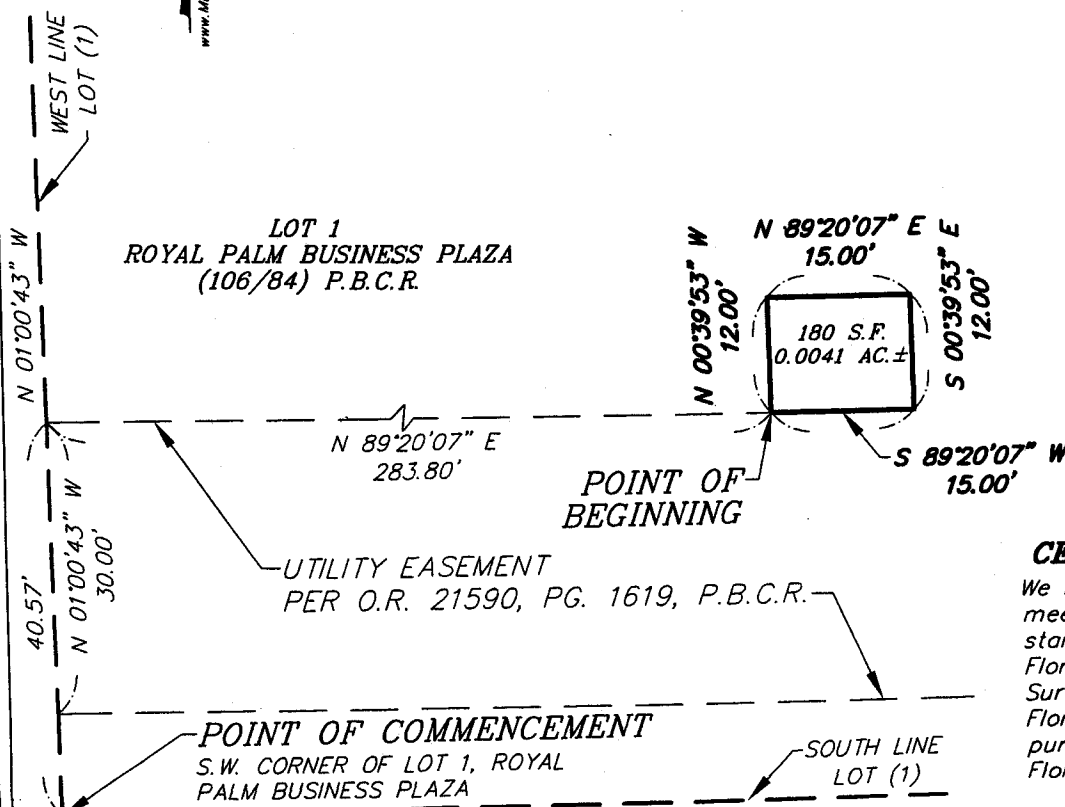 WEST LINE
LOT (1)
LOT 1
ROYAL PALM BUSINESS PLAZA
(106/84) P.B.C.R.
N 01°00'43" W
N 89°20'07" E
15.00'
N 00°39'53" W
12.00'
S 00°39'53" E
12.00'
180 S.F.
0.0041 AC.±
N 89°20'07" E
283.80'
S 89°20'07" W
15.00'
POINT OF
BEGINNING
N 01°00'43" W
30.00'
40.57'
UTILITY EASEMENT
PER O.R. 21590, PG. 1619, P.B.C.R.
POINT OF COMMENCEMENT
S.W. CORNER OF LOT 1, ROYAL
PALM BUSINESS PLAZA
SOUTH LINE
LOT (1)
We